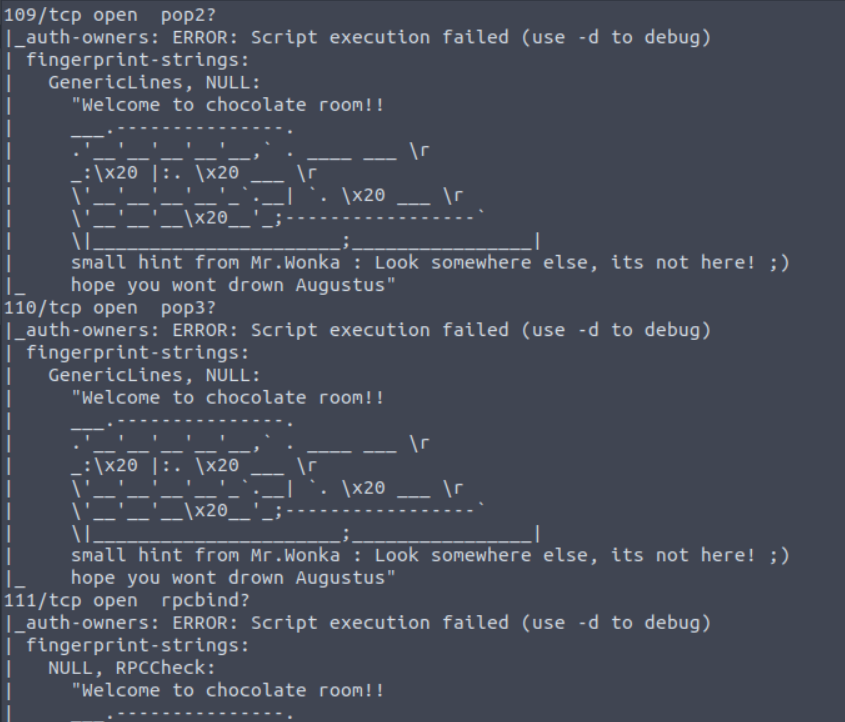 109/tcp open  pop2?
|_auth-owners: ERROR: Script execution failed (use -d to debug)
| fingerprint-strings:
|   GenericLines, NULL:
|     "Welcome to chocolate room!!
|     ___.---------------.
|     .'__'__'__'__'__,` . ____ ___ \r
|     _:\x20 |:. \x20 ___ \r
|     \'__'__'__'__'_`.__| `. \x20 ___ \r
|     \'__'__'__\x20__'_;-----------------`
|     \|______________________;________________|
|     small hint from Mr.Wonka : Look somewhere else, its not here! ;)
|_    hope you wont drown Augustus"
110/tcp open  pop3?
|_auth-owners: ERROR: Script execution failed (use -d to debug)
| fingerprint-strings:
|   GenericLines, NULL:
|     "Welcome to chocolate room!!
|     ___.---------------.
|     .'__'__'__'__'__,` . ____ ___ \r
|     _:\x20 |:. \x20 ___ \r
|     \'__'__'__'__'_`.__| `. \x20 ___ \r
|     \'__'__'__\x20__'_;-----------------`
|     \|______________________;________________|
|     small hint from Mr.Wonka : Look somewhere else, its not here! ;)
|_    hope you wont drown Augustus"
111/tcp open  rpcbind?
|_auth-owners: ERROR: Script execution failed (use -d to debug)
| fingerprint-strings:
|   NULL, RPCCheck:
|     "Welcome to chocolate room!!
|     ___.---------------.